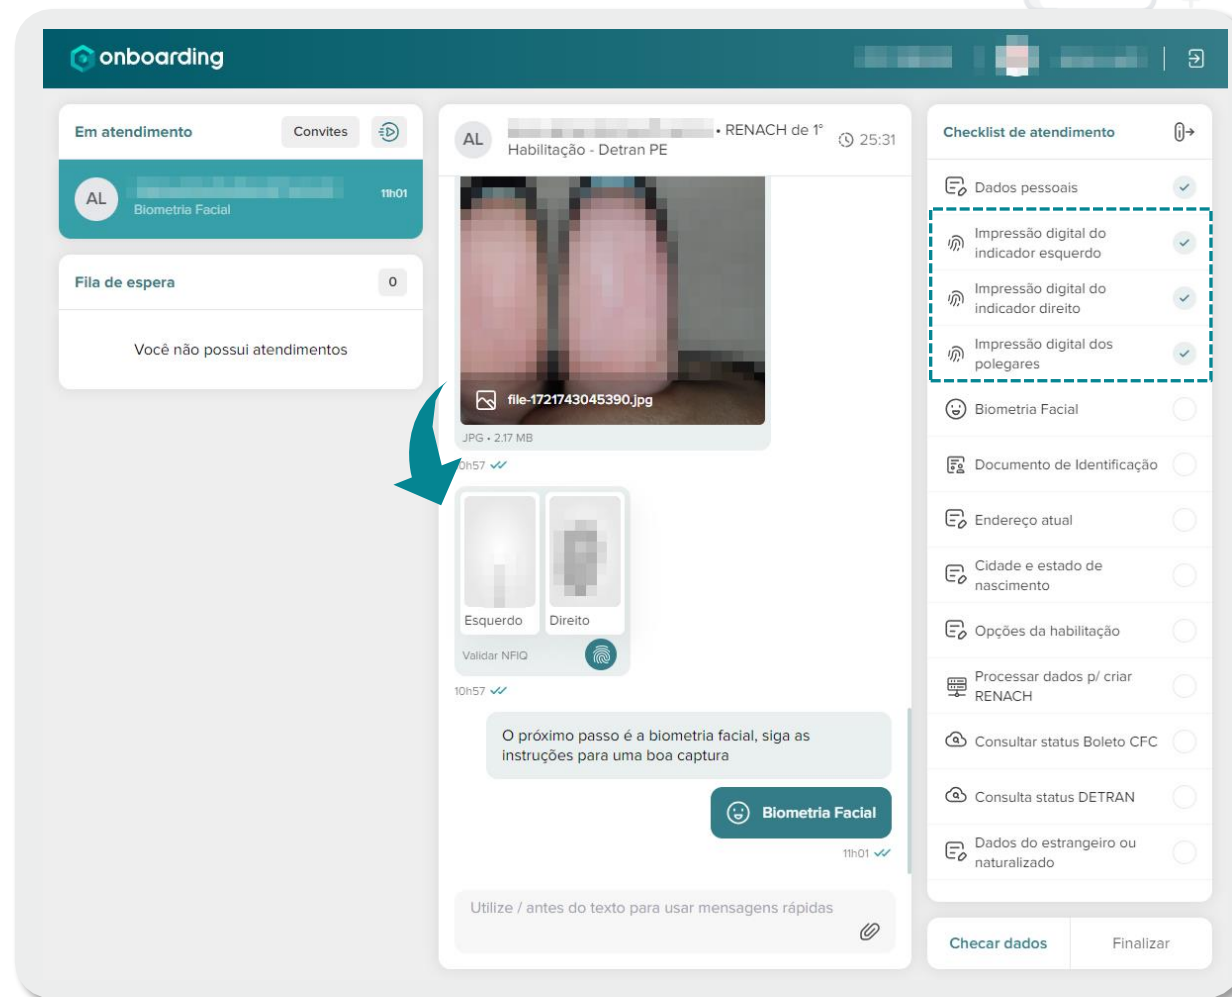 onboarding
Em atendimento
Convites
AL
11h01
Biometria Facial
Fila de espera
0
Você não possui atendimentos
AL
• RENACH de 1°
Habilitação - Detran PE
25:31
file-1721743045390.jpg
JPG • 2.17 MB
0h57
Esquerdo
Direito
Validar NFIQ
10h57
O próximo passo é a biometria facial, siga as
instruções para uma boa captura
Biometria Facial
11h01
Utilize / antes do texto para usar mensagens rápidas
Checklist de atendimento
Dados pessoais
Impressão digital do
indicador esquerdo
Impressão digital do
indicador direito
Impressão digital dos
polegares
Biometria Facial
Documento de Identificação
Endereço atual
Cidade e estado de
nascimento
Opções da habilitação
Processar dados p/ criar
RENACH
Consultar status Boleto CFC
Consulta status DETRAN
Dados do estrangeiro ou
naturalizado
Checar dados
Finalizar